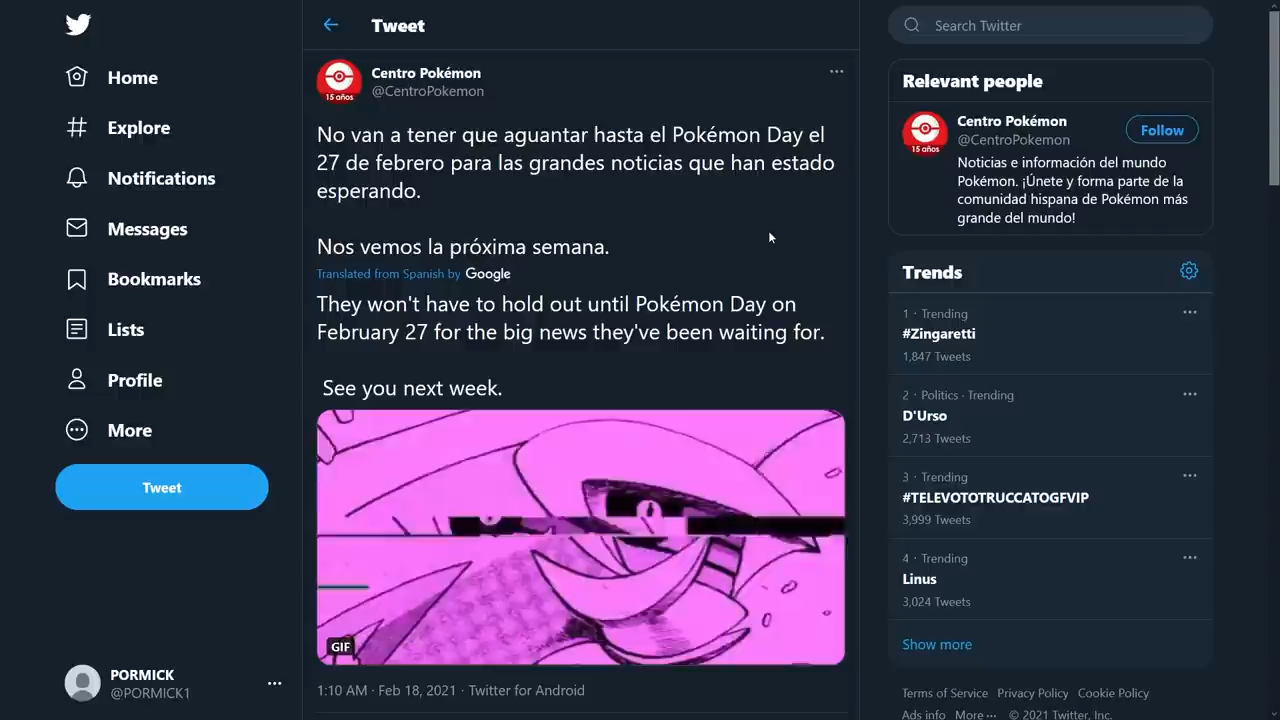 Home
Explore
Notifications
Messages
Bookmarks
Lists
Profile
More
Tweet
PORMICK
@PORMICK1
Tweet
Centro Pokémon
@CentroPokemon
15 años
No van a tener que aguantar hasta el Pokémon Day el
27 de febrero para las grandes noticias que han estado
esperando.
Nos vemos la próxima semana.
Translated from Spanish by Google
They won't have to hold out until Pokémon Day on
February 27 for the big news they've been waiting for.
See you next week.
GIF
1:10 AM · Feb 18, 2021 · Twitter for Android
Search Twitter
Relevant people
Centro Pokémon
@CentroPokemon
15 años
Follow
Noticias e información del mundo
Pokémon. ¡Únete y forma parte de la
comunidad hispana de Pokémon más
grande del mundo!
Trends
1 · Trending
#Zingaretti
1,847 Tweets
2 · Politics · Trending
D'Urso
2,713 Tweets
3 · Trending
#TELEVOTOTRUCCATOGFVIP
3,999 Tweets
4 · Trending
Linus
3,024 Tweets
Show more
Terms of Service Privacy Policy Cookie Policy
Ads info More ··· © 2021 Twitter, Inc.